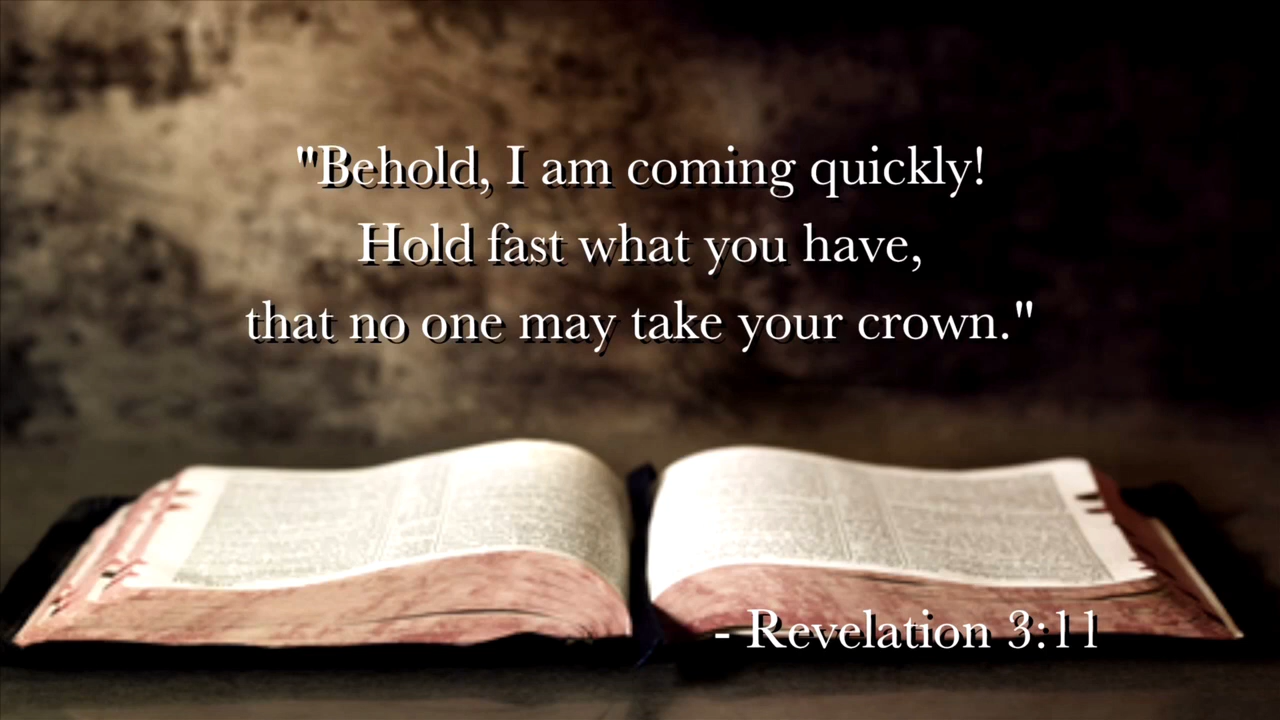 "Behold, I am coming quickly!
Hold fast what you have,
that no one may take your crown."
- Revelation 3:11